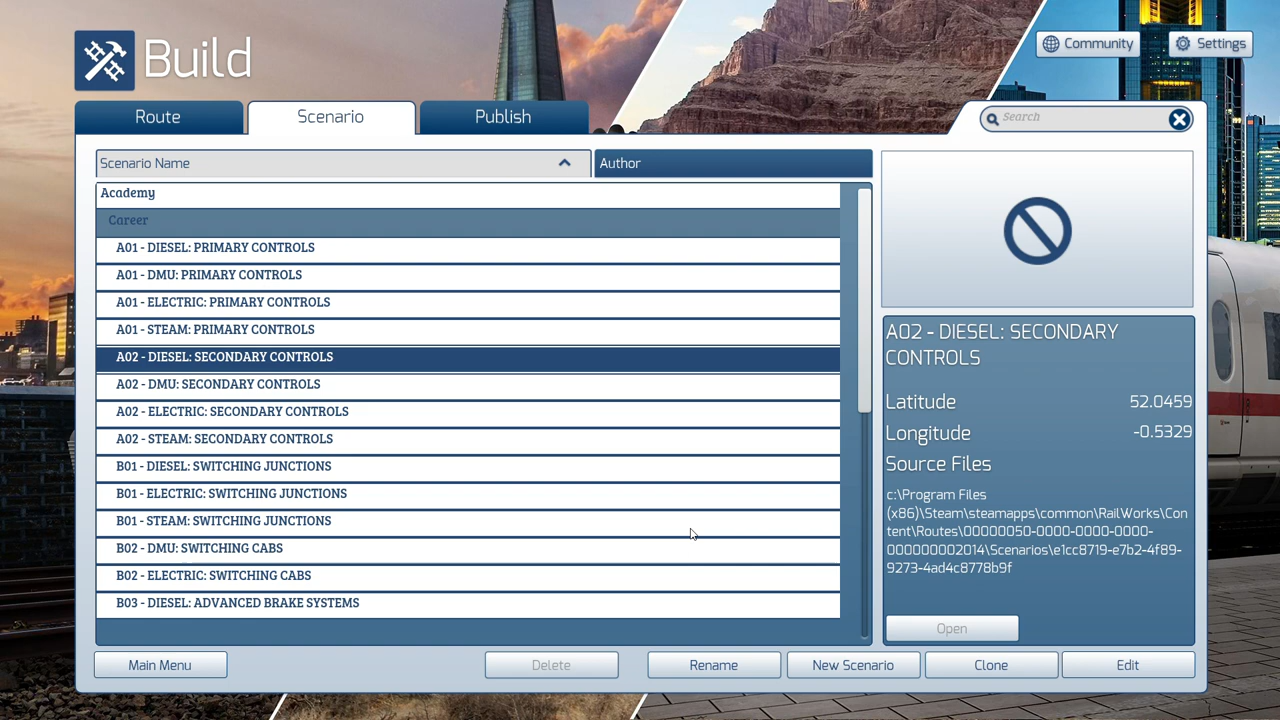 Build
Community
Settings
Route
Scenario
Publish
Search
Scenario Name
Author
Academy
Career
A01 - DIESEL: PRIMARY CONTROLS
A01 - DMU: PRIMARY CONTROLS
A01 - ELECTRIC: PRIMARY CONTROLS
A01 - STEAM: PRIMARY CONTROLS
A02 - DIESEL: SECONDARY CONTROLS
A02 - DMU: SECONDARY CONTROLS
A02 - ELECTRIC: SECONDARY CONTROLS
A02 - STEAM: SECONDARY CONTROLS
B01 - DIESEL: SWITCHING JUNCTIONS
B01 - ELECTRIC: SWITCHING JUNCTIONS
B01 - STEAM: SWITCHING JUNCTIONS
B02 - DMU: SWITCHING CABS
B02 - ELECTRIC: SWITCHING CABS
B03 - DIESEL: ADVANCED BRAKE SYSTEMS
A02 - DIESEL: SECONDARY
CONTROLS
Latitude 52.0459
Longitude -0.5329
Source Files
c:\Program Files
(x86)\Steam\steamapps\common\RailWorks\Con
tent\Routes\00000050-0000-0000-0000-
000000002014\Scenarios\e1cc8719-e7b2-4f89-
9273-4ad4c8778b9f
Open
Main Menu
Delete
Rename
New Scenario
Clone
Edit